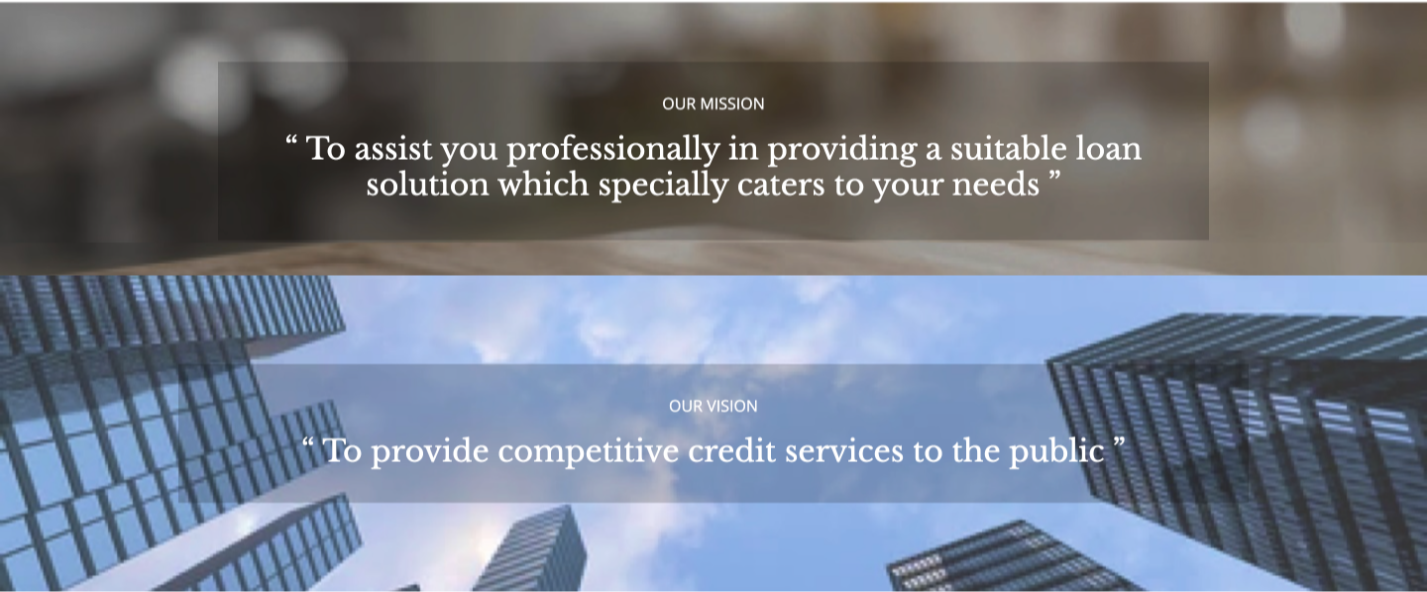 OUR MISSION
“ To assist you professionally in providing a suitable loan
solution which specially caters to your needs ”
OUR VISION
“ To provide competitive credit services to the public ”